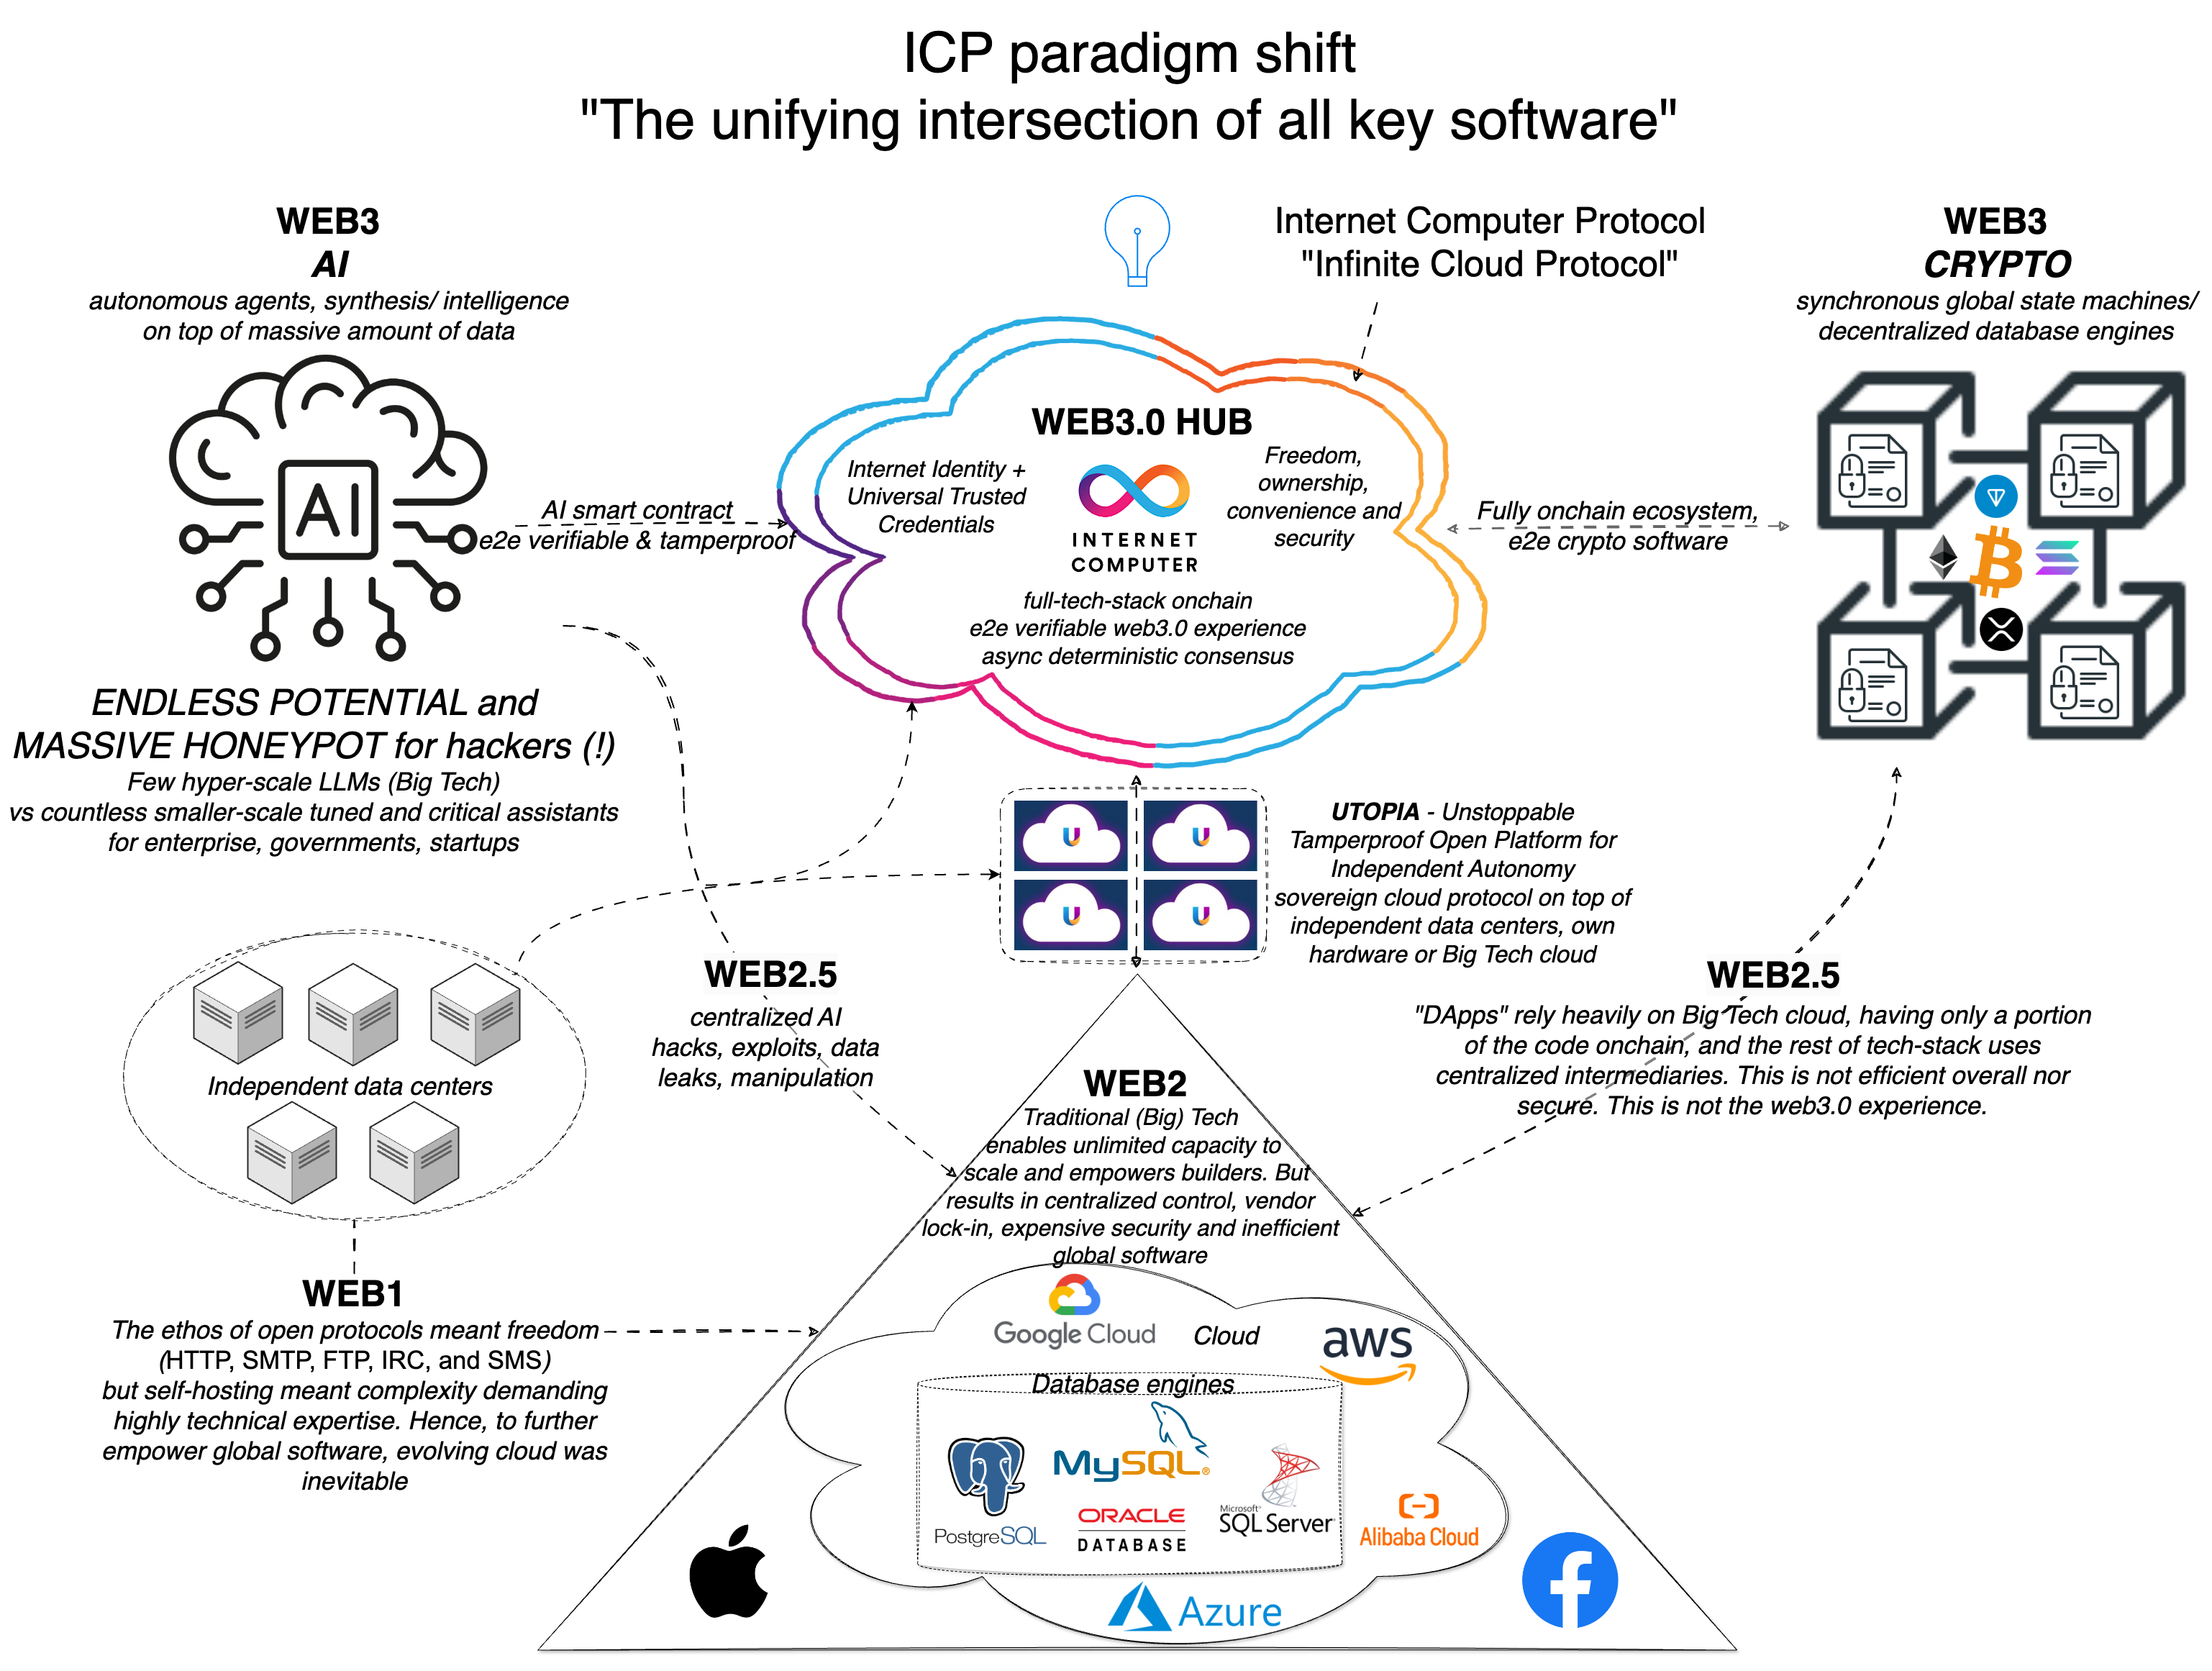 ICP paradigm shift
"The unifying intersection of all key software"
WEB3
AI
autonomous agents, synthesis/ intelligence
on top of massive amount of data
AI
AI smart contract
e2e verifiable & tamperproof
ENDLESS POTENTIAL and
MASSIVE HONEYPOT for hackers (!)
Few hyper-scale LLMs (Big Tech)
vs countless smaller-scale tuned and critical assistants
for enterprise, governments, startups
Internet Computer Protocol
"Infinite Cloud Protocol"
WEB3.0 HUB
Internet Identity +
Universal Trusted
Credentials
INTERNET
COMPUTER
Freedom,
ownership,
convenience and
security
full-tech-stack onchain
e2e verifiable web3.0 experience
async deterministic consensus
WEB3
CRYPTO
synchronous global state machines/
decentralized database engines
Fully onchain ecosystem,
e2e crypto software
U U
U U
UTOPIA - Unstoppable
Tamperproof Open Platform for
Independent Autonomy
sovereign cloud protocol on top of
independent data centers, own
hardware or Big Tech cloud
Independent data centers
WEB2.5
centralized AI
hacks, exploits, data
leaks, manipulation
WEB2.5
"DApps" rely heavily on Big Tech cloud, having only a portion
of the code onchain, and the rest of tech-stack uses
centralized intermediaries. This is not efficient overall nor
secure. This is not the web3.0 experience.
WEB1
The ethos of open protocols meant freedom
(HTTP, SMTP, FTP, IRC, and SMS)
but self-hosting meant complexity demanding
highly technical expertise. Hence, to further
empower global software, evolving cloud was
inevitable
WEB2
Traditional (Big) Tech
enables unlimited capacity to
scale and empowers builders. But
results in centralized control, vendor
lock-in, expensive security and inefficient
global software
Google Cloud
Cloud
aws
Database engines
PostgreSQL
MySQL®
ORACLE
DATABASE
Microsoft®
SQL Server
Alibaba Cloud
Azure